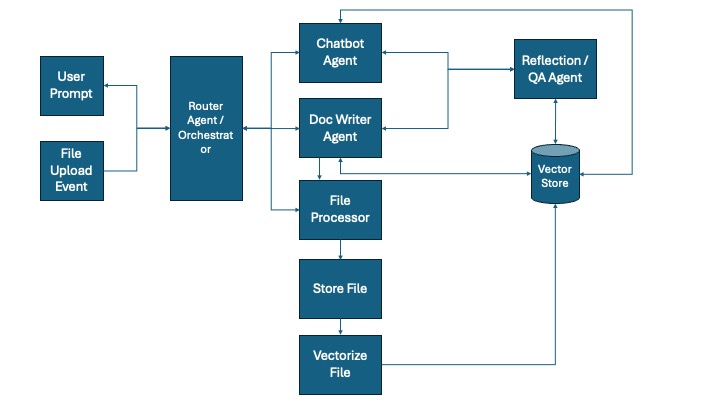 User
Prompt
File
Upload
Event
Router
Agent /
Orchestrat
or
Chatbot
Agent
Doc Writer
Agent
File
Processor
Store File
Vectorize
File
Reflection /
QA Agent
Vector
Store